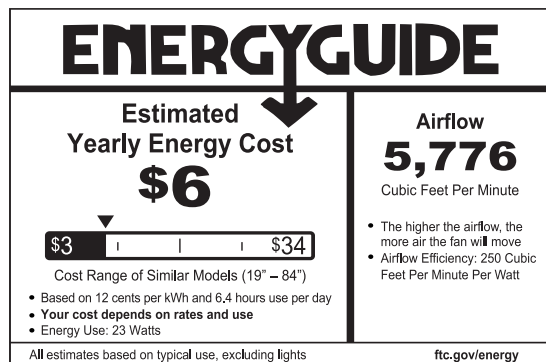 ENERGYGUIDE
Estimated
Yearly Energy Cost
$6
$3
$34
Cost Range of Similar Models (19” – 84”)
• Based on 12 cents per kWh and 6.4 hours use per day
• Your cost depends on rates and use
• Energy Use: 23 Watts
Airflow
5,776
Cubic Feet Per Minute
• The higher the airflow, the
more air the fan will move
• Airflow Efficiency: 250 Cubic
Feet Per Minute Per Watt
All estimates based on typical use, excluding lights
ftc.gov/energy